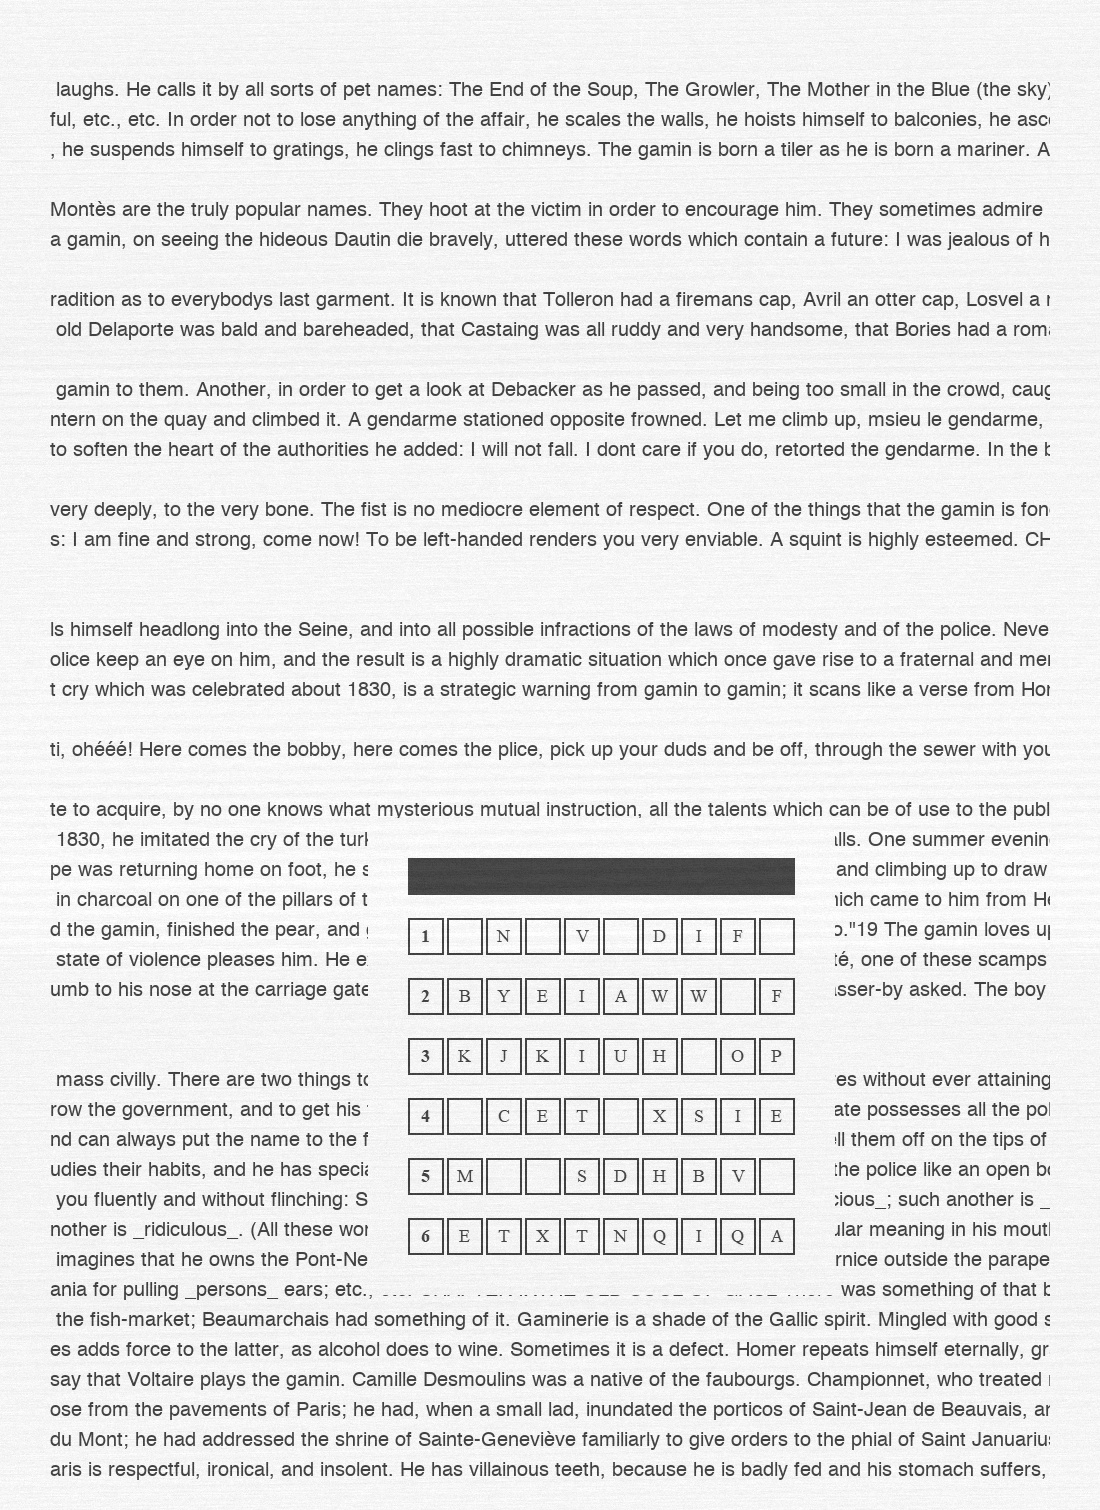 laughs. He calls it by all sorts of pet names: The End of the Soup, The Growler, The Mother in the Blue (the sky)
ful, etc., etc. In order not to lose anything of the affair, he scales the walls, he hoists himself to balconies, he asc
, he suspends himself to gratings, he clings fast to chimneys. The gamin is born a tiler as he is born a mariner. A
Montès are the truly popular names. They hoot at the victim in order to encourage him. They sometimes admire
a gamin, on seeing the hideous Dautin die bravely, uttered these words which contain a future: I was jealous of h
radition as to everybodys last garment. It is known that Tolleron had a firemans cap, Avril an otter cap, Losvel a
old Delaporte was bald and bareheaded, that Castaing was all ruddy and very handsome, that Bories had a rom
gamin to them. Another, in order to get a look at Debacker as he passed, and being too small in the crowd, caug
ntern on the quay and climbed it. A gendarme stationed opposite frowned. Let me climb up, msieu le gendarme,
to soften the heart of the authorities he added: I will not fall. I dont care if you do, retorted the gendarme. In the b
very deeply, to the very bone. The fist is no mediocre element of respect. One of the things that the gamin is fon
s: I am fine and strong, come now! To be left-handed renders you very enviable. A squint is highly esteemed. CH
ls himself headlong into the Seine, and into all possible infractions of the laws of modesty and of the police. Neve
olice keep an eye on him, and the result is a highly dramatic situation which once gave rise to a fraternal and me
t cry which was celebrated about 1830, is a strategic warning from gamin to gamin; it scans like a verse from Ho
ti, ohééé! Here comes the bobby, here comes the plice, pick up your duds and be off, through the sewer with you
te to acquire, by no one knows what mysterious mutual instruction, all the talents which can be of use to the publ
1830, he imitated the cry of the turk alls. One summer evenin
pe was returning home on foot, he s and climbing up to draw
in charcoal on one of the pillars of t hich came to him from He
d the gamin, finished the pear, and o."19 The gamin loves up
state of violence pleases him. He e té, one of these scamps
umb to his nose at the carriage gate sser-by asked. The boy
mass civilly. There are two things to es without ever attaining
row the government, and to get his ate possesses all the pol
nd can always put the name to the f ll them off on the tips of
udies their habits, and he has specia the police like an open bo
you fluently and without flinching: S cious_; such another is _
nother is _ridiculous_. (All these wor ular meaning in his mout
imagines that he owns the Pont-Ne rnice outside the parape
ania for pulling _persons_ ears; etc., was something of that b
the fish-market; Beaumarchais had something of it. Gaminerie is a shade of the Gallic spirit. Mingled with good s
es adds force to the latter, as alcohol does to wine. Sometimes it is a defect. Homer repeats himself eternally, gr
say that Voltaire plays the gamin. Camille Desmoulins was a native of the faubourgs. Championnet, who treated
ose from the pavements of Paris; he had, when a small lad, inundated the porticos of Saint-Jean de Beauvais, an
du Mont; he had addressed the shrine of Sainte-Geneviève familiarly to give orders to the phial of Saint Januariu
aris is respectful, ironical, and insolent. He has villainous teeth, because he is badly fed and his stomach suffers,
1 N V D I F
2 B Y E I A W W F
3 K J K I U H O P
4 C E T X S I E
5 M S D H B V
6 E T X T N Q I Q A